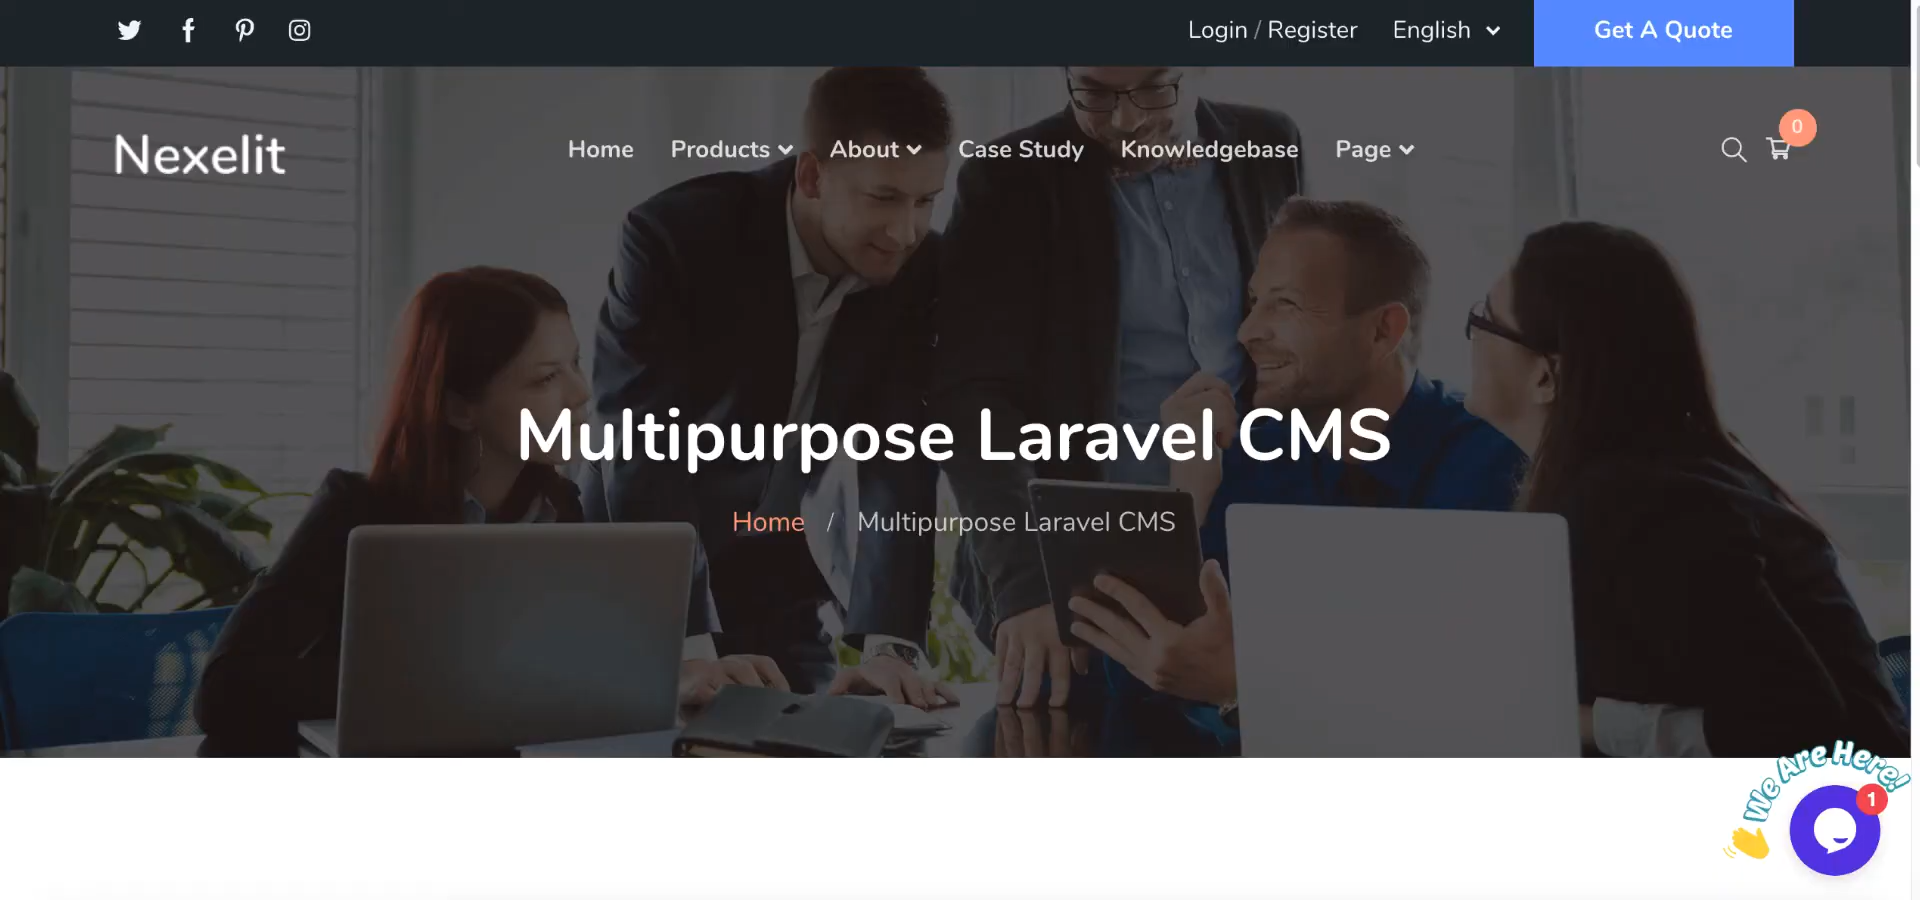 Login / Register
English
Get A Quote
Nexelit
Home
Products
About
Case Study
Knowledgebase
Page
0
Multipurpose Laravel CMS
Home / Multipurpose Laravel CMS
We Are Here!
1